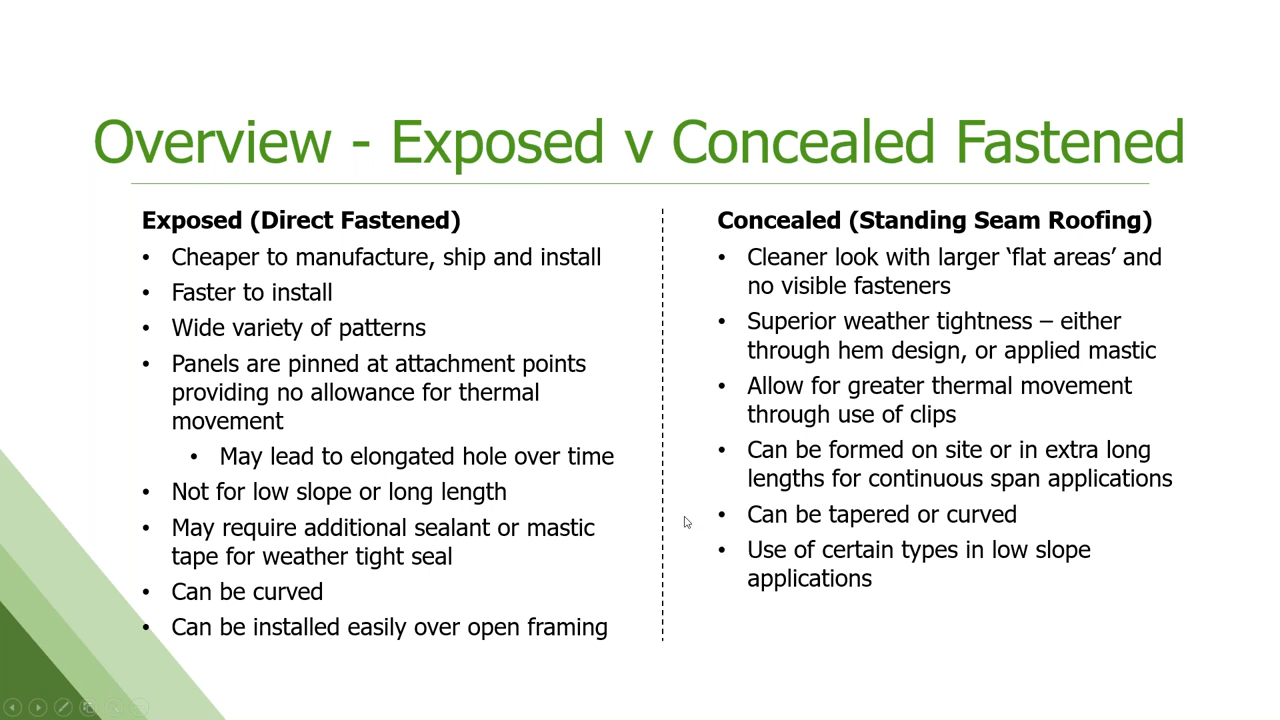 Overview - Exposed v Concealed Fastened
Exposed (Direct Fastened)
• Cheaper to manufacture, ship and install
• Faster to install
• Wide variety of patterns
• Panels are pinned at attachment points
providing no allowance for thermal
movement
• May lead to elongated hole over time
• Not for low slope or long length
• May require additional sealant or mastic
tape for weather tight seal
• Can be curved
• Can be installed easily over open framing
Concealed (Standing Seam Roofing)
• Cleaner look with larger ‘flat areas’ and
no visible fasteners
• Superior weather tightness – either
through hem design, or applied mastic
• Allow for greater thermal movement
through use of clips
• Can be formed on site or in extra long
lengths for continuous span applications
• Can be tapered or curved
• Use of certain types in low slope
applications